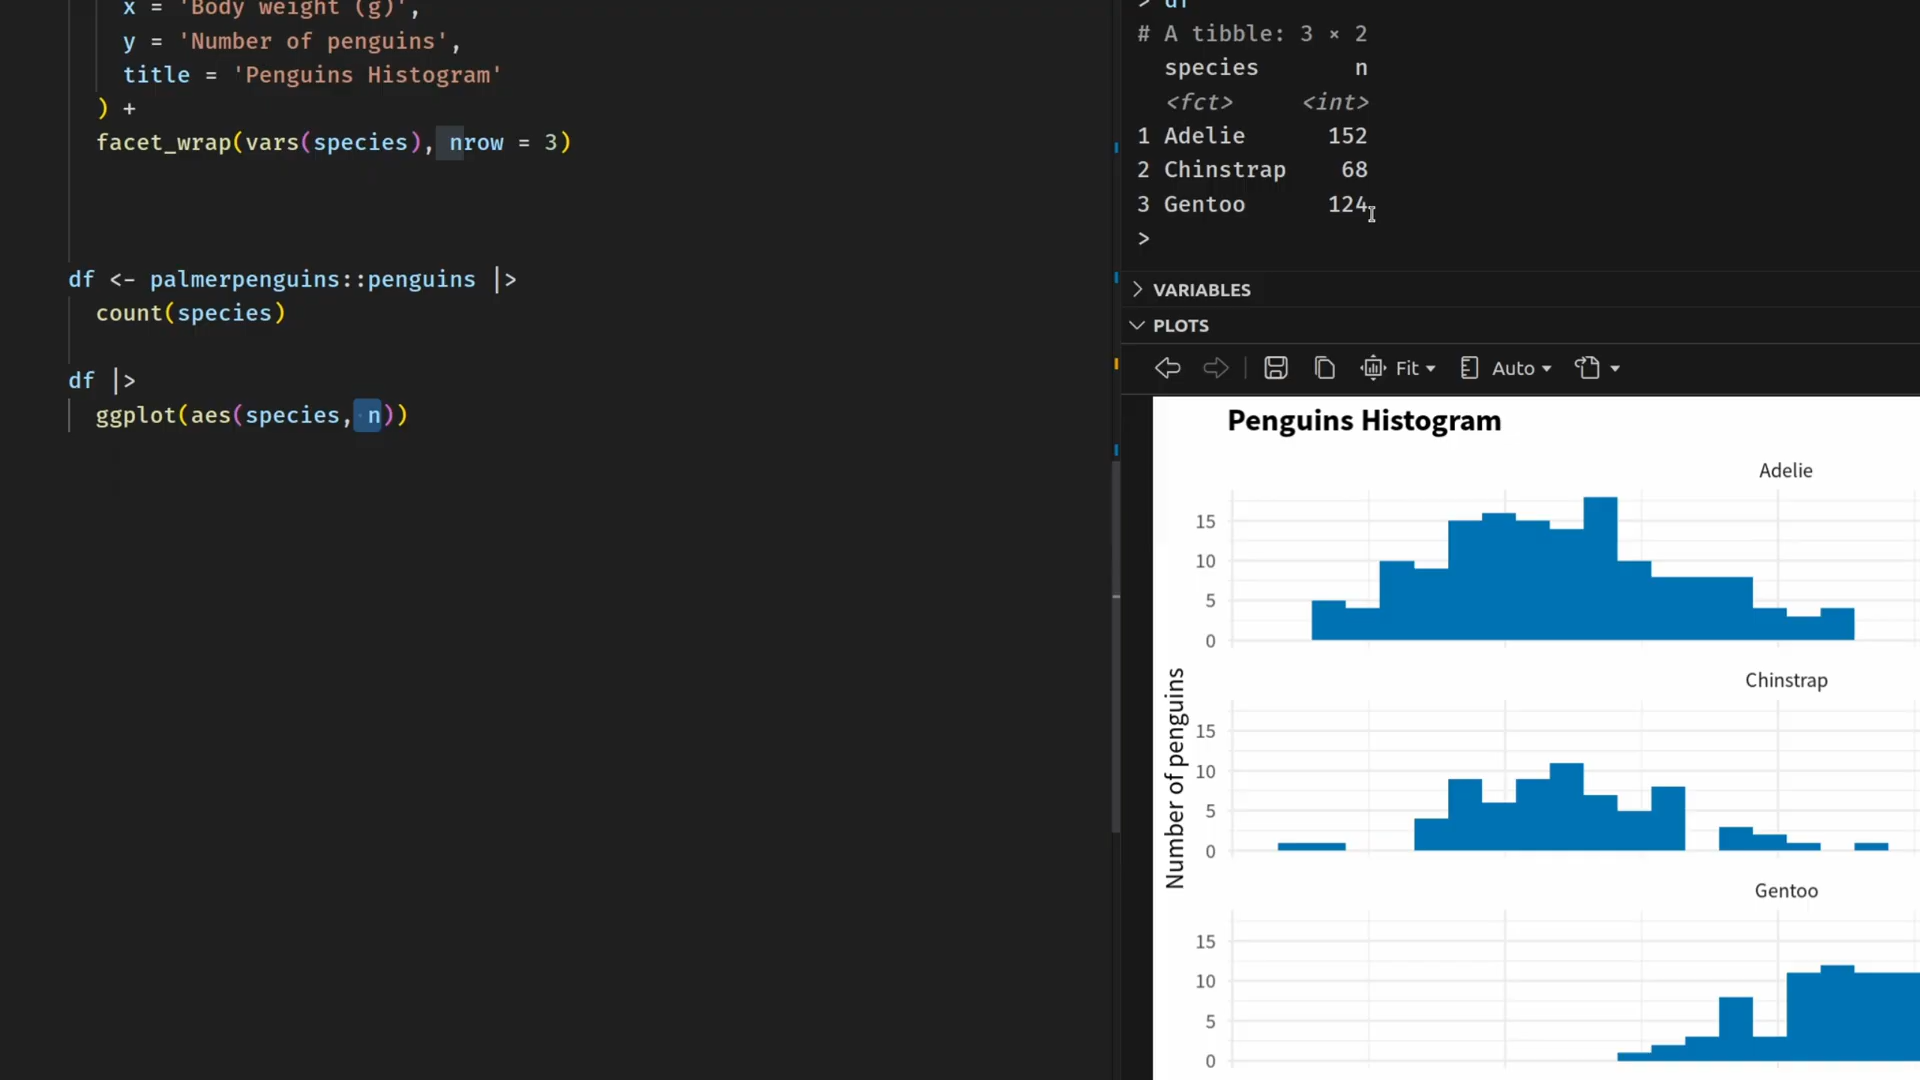 x = 'Body weight (g)',
y = 'Number of penguins',
title = 'Penguins Histogram'
) +
facet_wrap(vars(species), nrow = 3)
df <- palmerpenguins::penguins |>
count(species)
df |>
ggplot(aes(species, n))
> df
# A tibble: 3 × 2
species n
<fct> <int>
1 Adelie 152
2 Chinstrap 68
3 Gentoo 124
>
VARIABLES
PLOTS
Fit Auto
Penguins Histogram
Adelie
15
10
5
0
Chinstrap
15
10
5
0
Number of penguins
Gentoo
15
10
5
0